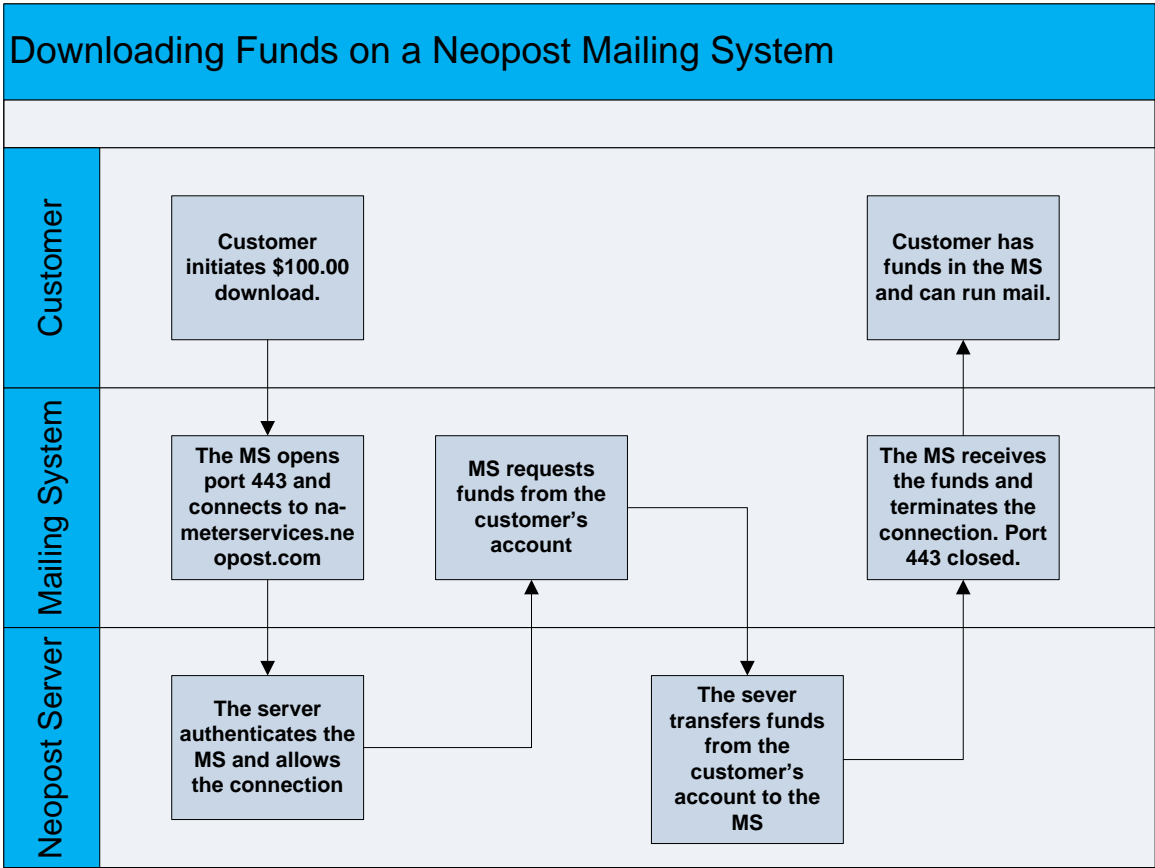 Downloading Funds on a Neopost Mailing System
Customer
Customer
initiates $100.00
download.
Customer has
funds in the MS
and can run mail.
Mailing System
The MS opens
port 443 and
connects to na-
meterservices.ne
opost.com
MS requests
funds from the
customer's
account
The MS receives
the funds and
terminates the
connection. Port
443 closed.
Neopost Server
The server
authenticates the
MS and allows
the connection
The sever
transfers funds
from the
customer's
account to the
MS